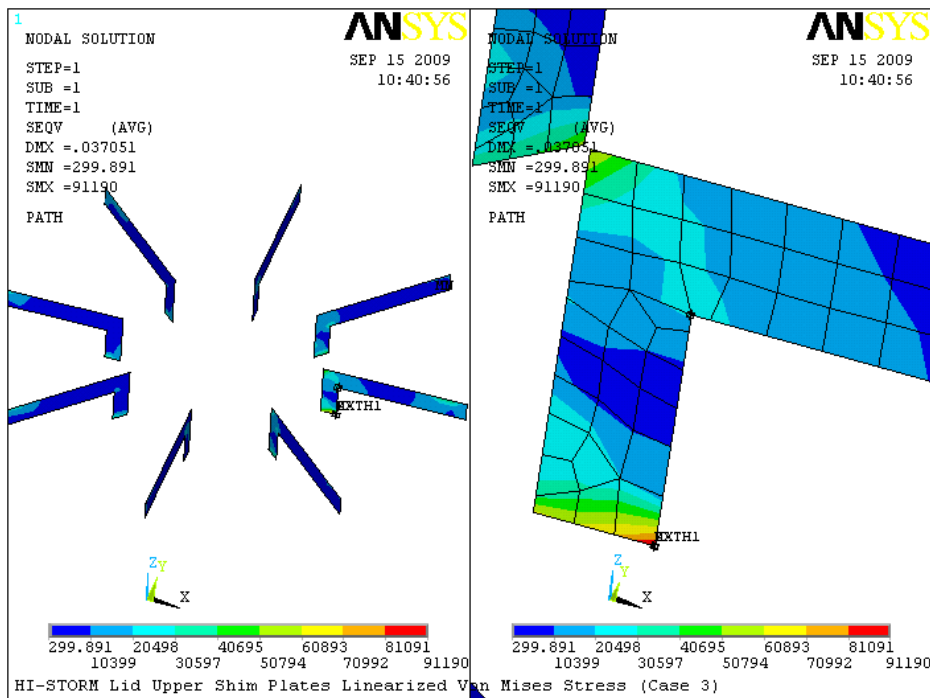 1
ANSYS
NODAL SOLUTION
SEP 15 2009
10:40:56
STEP=1
SUB =1
TIME=1
SEQV (AVG)
DMX =.037051
SMN =299.891
SMX =91190
PATH
MN
Z
Y
X
299.891 20498 40695 60893 81091
10399 30597 50794 70992 91190
ANSYS
NODAL SOLUTION
SEP 15 2009
10:40:56
STEP=1
SUB =1
TIME=1
SEQV (AVG)
DMX =.037051
SMN =299.891
SMX =91190
PATH
Z
Y
X
299.891 20498 40695 60893 81091
10399 30597 50794 70992 91190
HI-STORM Lid Upper Shim Plates Linearized Von Mises Stress (Case 3)